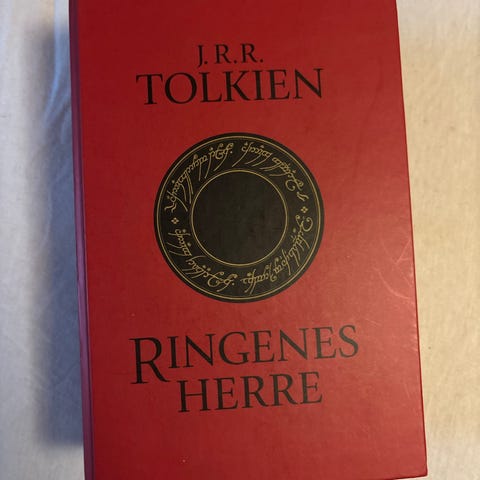 J. R. R.
TOLKIEN
RINGENES
HERRE